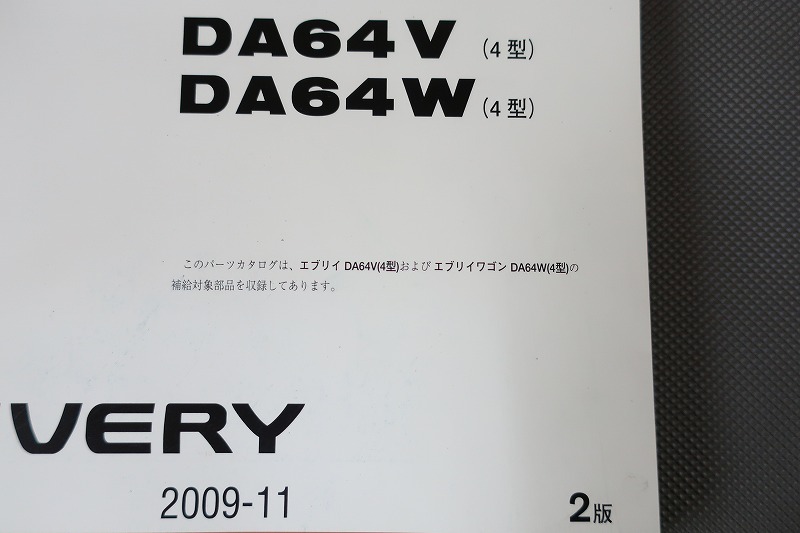 DA64V (4型)
DA64W (4型)
このパーツカタログは、エブリイ DA64V(4型)および エブリイワゴン DA64W(4型)の
補給対象部品を収録してあります。
VERY
2009-11
2版